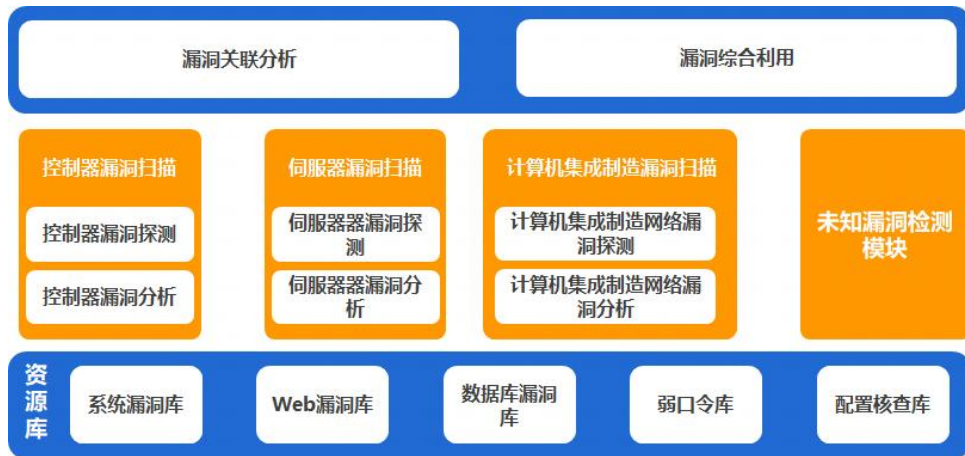 漏洞关联分析
漏洞综合利用
控制器漏洞扫描
控制器漏洞探测
控制器漏洞分析
伺服器漏洞扫描
伺服器器漏洞探
测
伺服器器漏洞分
析
计算机集成制造漏洞扫描
计算机集成制造网络漏
洞探测
计算机集成制造网络漏
洞分析
未知漏洞检测
模块
资
源
库
系统漏洞库
Web漏洞库
数据库漏洞
库
弱口令库
配置核查库